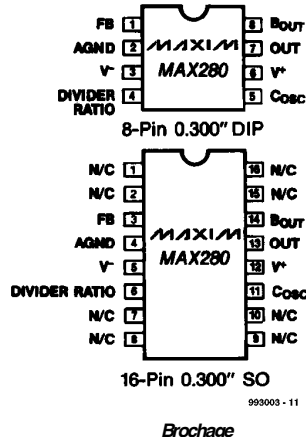 FB 1 8 BOUT
AGND 2 MAXIM 7 OUT
V⁻ 3 MAX280 6 V⁺
DIVIDER RATIO 4 5 COSC
8-Pin 0.300" DIP
N/C 1 16 N/C
N/C 2 15 N/C
FB 3 14 BOUT
AGND 4 MAXIM 13 OUT
V⁻ 5 MAX280 12 V⁺
DIVIDER RATIO 6 11 COSC
N/C 7 10 N/C
N/C 8 9 N/C
16-Pin 0.300" SO
993003 - 11
Brochage